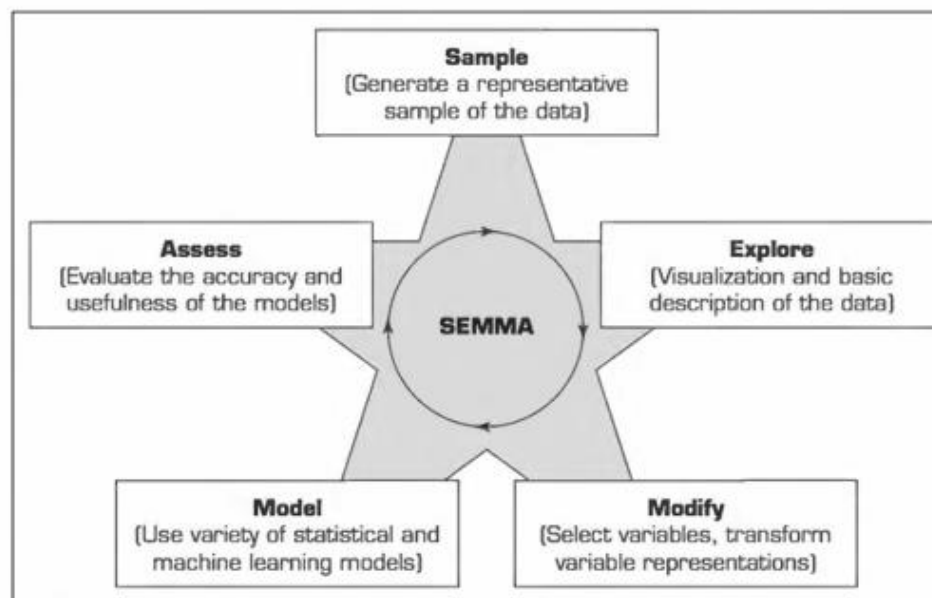 Sample
(Generate a representative
sample of the data)
Assess
(Evaluate the accuracy and
usefulness of the models)
Explore
(Visualization and basic
description of the data)
SEMMA
Model
(Use variety of statistical and
machine learning models)
Modify
(Select variables, transform
variable representations)